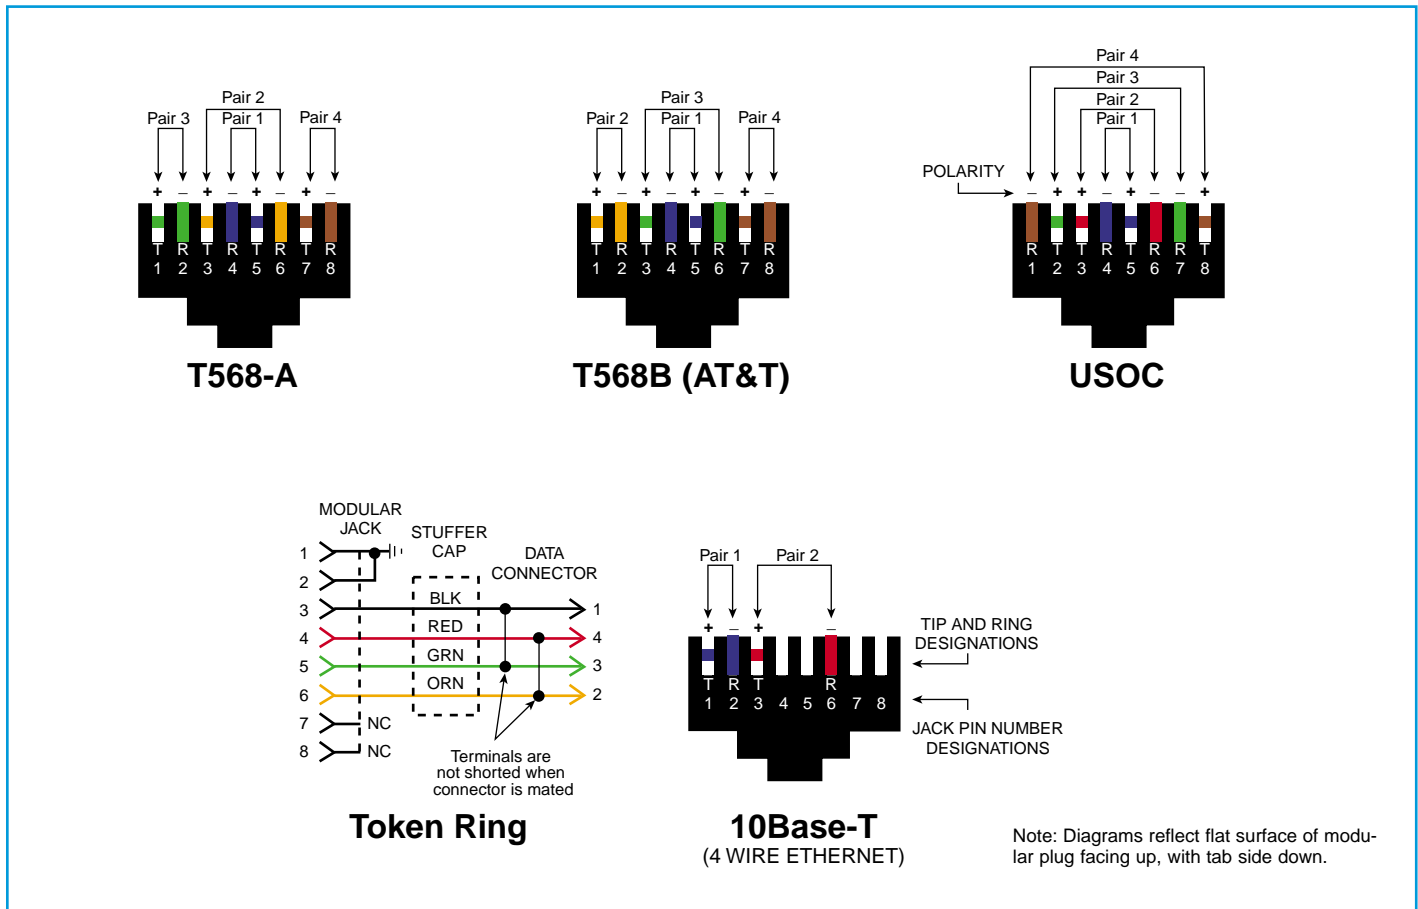 Pair 2
Pair 3 Pair 1 Pair 4
+ – + – + – + –
T R T R T R T R
1 2 3 4 5 6 7 8
T568-A
Pair 3
Pair 2 Pair 1 Pair 4
+ – + – + – + –
T R T R T R T R
1 2 3 4 5 6 7 8
T568B (AT&T)
Pair 4
Pair 3
Pair 2
Pair 1
POLARITY
– + + – + – – +
R T T R T R R T
1 2 3 4 5 6 7 8
USOC
MODULAR
JACK
STUFFER
CAP
DATA
CONNECTOR
1
2
3 BLK 1
4 RED 4
5 GRN 3
6 ORN 2
7 NC
8 NC
Terminals are
not shorted when
connector is mated
Token Ring
Pair 1 Pair 2
+ – + –
T R T R
1 2 3 4 5 6 7 8
TIP AND RING
DESIGNATIONS
JACK PIN NUMBER
DESIGNATIONS
10Base-T
(4 WIRE ETHERNET)
Note: Diagrams reflect flat surface of modu-
lar plug facing up, with tab side down.